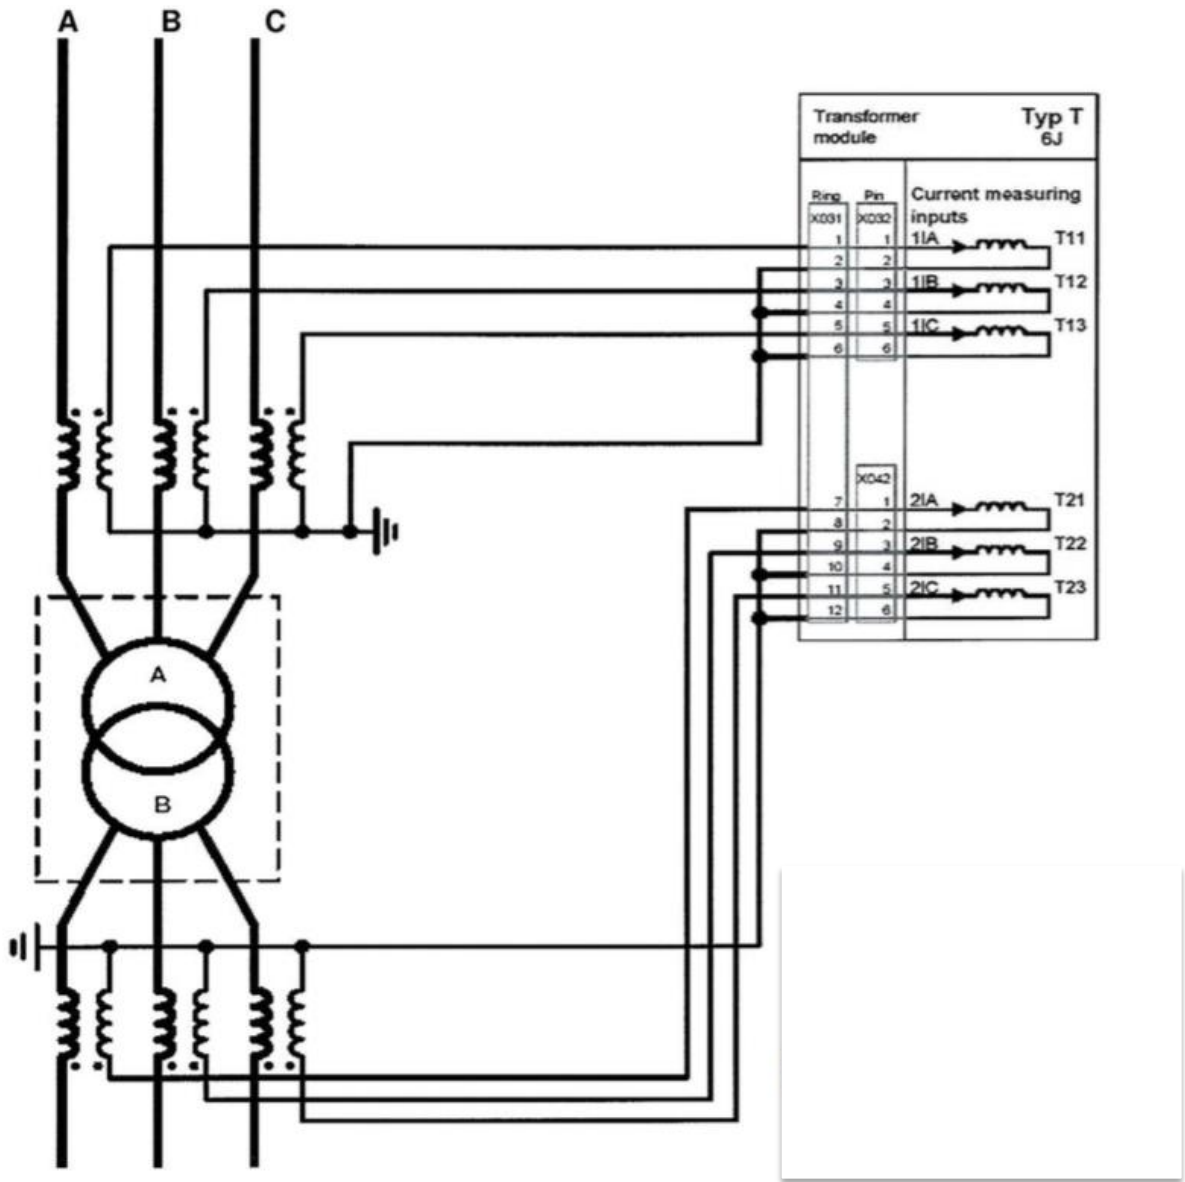 A B C
Transformer Typ T
module 6J
Ring Pin Current measuring
X031 X032 inputs
1 1 1IA T11
2 2
3 3 1IB T12
4 4
5 5 1IC T13
6 6
X042
7 1 2IA T21
8 2
9 3 2IB T22
10 4
11 5 2IC T23
12 6
A
B